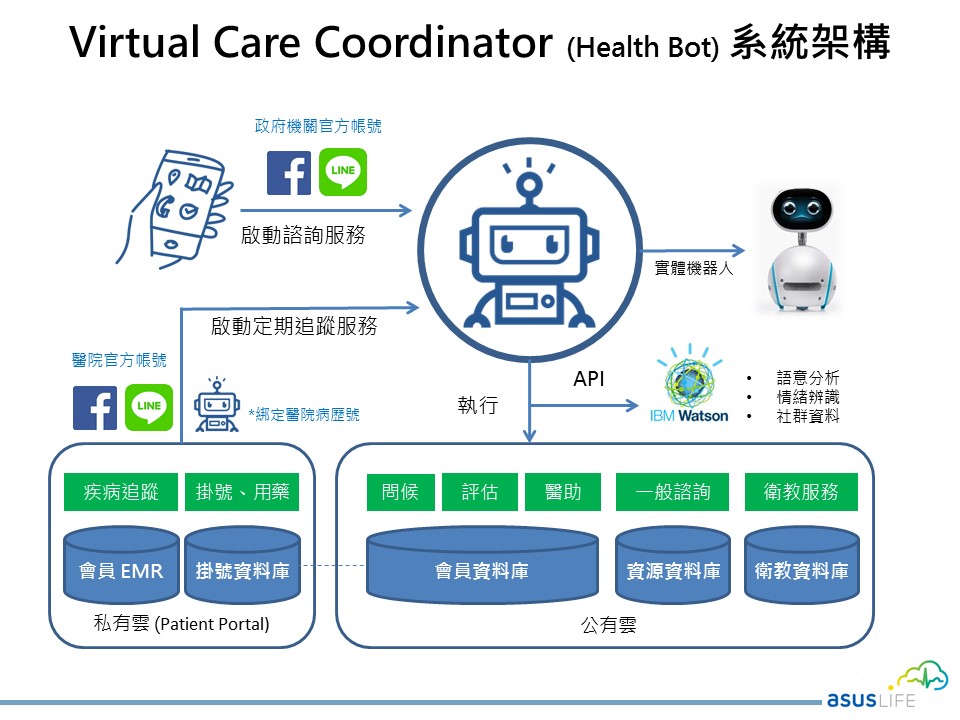 Virtual Care Coordinator (Health Bot) 系統架構
政府機關官方帳號
LINE
啟動諮詢服務
實體機器人
啟動定期追蹤服務
醫院官方帳號
LINE
*綁定醫院病歷號
執行
API
IBM Watson
• 語意分析
• 情緒辨識
• 社群資料
疾病追蹤
掛號、用藥
會員 EMR
掛號資料庫
私有雲 (Patient Portal)
問候
評估
醫助
一般諮詢
衛教服務
會員資料庫
資源資料庫
衛教資料庫
公有雲
ASUS LIFE